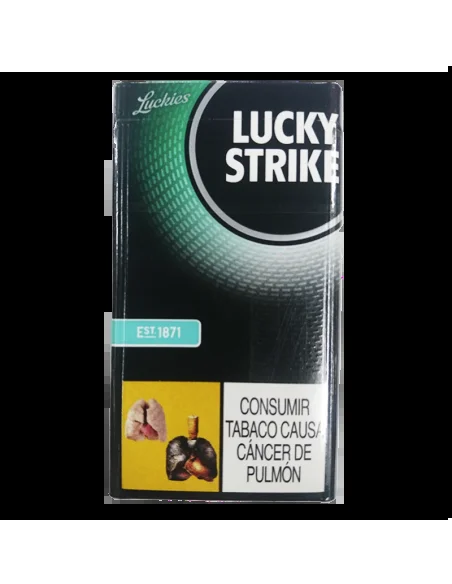 Luckies
LUCKY
STRIKE
EST. 1871
CONSUMIR
TABACO CAUSA
CÁNCER DE
PULMÓN